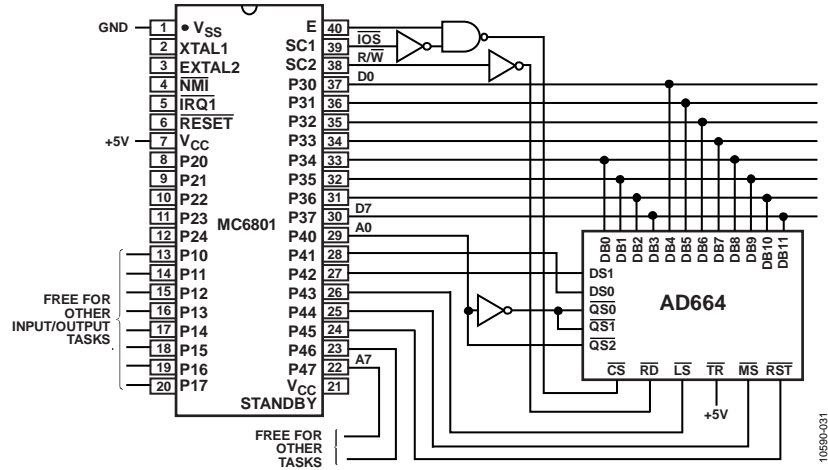 GND
1 • VSS
2 XTAL1
3 EXTAL2
4 NMI
5 IRQ1
6 RESET
+5V 7 VCC
8 P20
9 P21
10 P22
11 P23
12 P24
13 P10
14 P11
15 P12
16 P13
17 P14
18 P15
19 P16
20 P17
MC6801
STANDBY
FREE FOR
OTHER
INPUT/OUTPUT
TASKS
E 40
SC1 39 IOS
SC2 38 R/W
P30 37 D0
P31 36
P32 35
P33 34
P34 33
P35 32
P36 31
P37 30 D7
P40 29 A0
P41 28
P42 27
P43 26
P44 25
P45 24
P46 23
P47 22 A7
VCC 21
FREE FOR
OTHER
TASKS
DB0 DB1 DB2 DB3 DB4 DB5 DB6 DB7 DB8 DB9 DB10 DB11
DS1
DS0
QS0
QS1
QS2
AD664
CS RD LS TR MS RST
+5V
10590-031